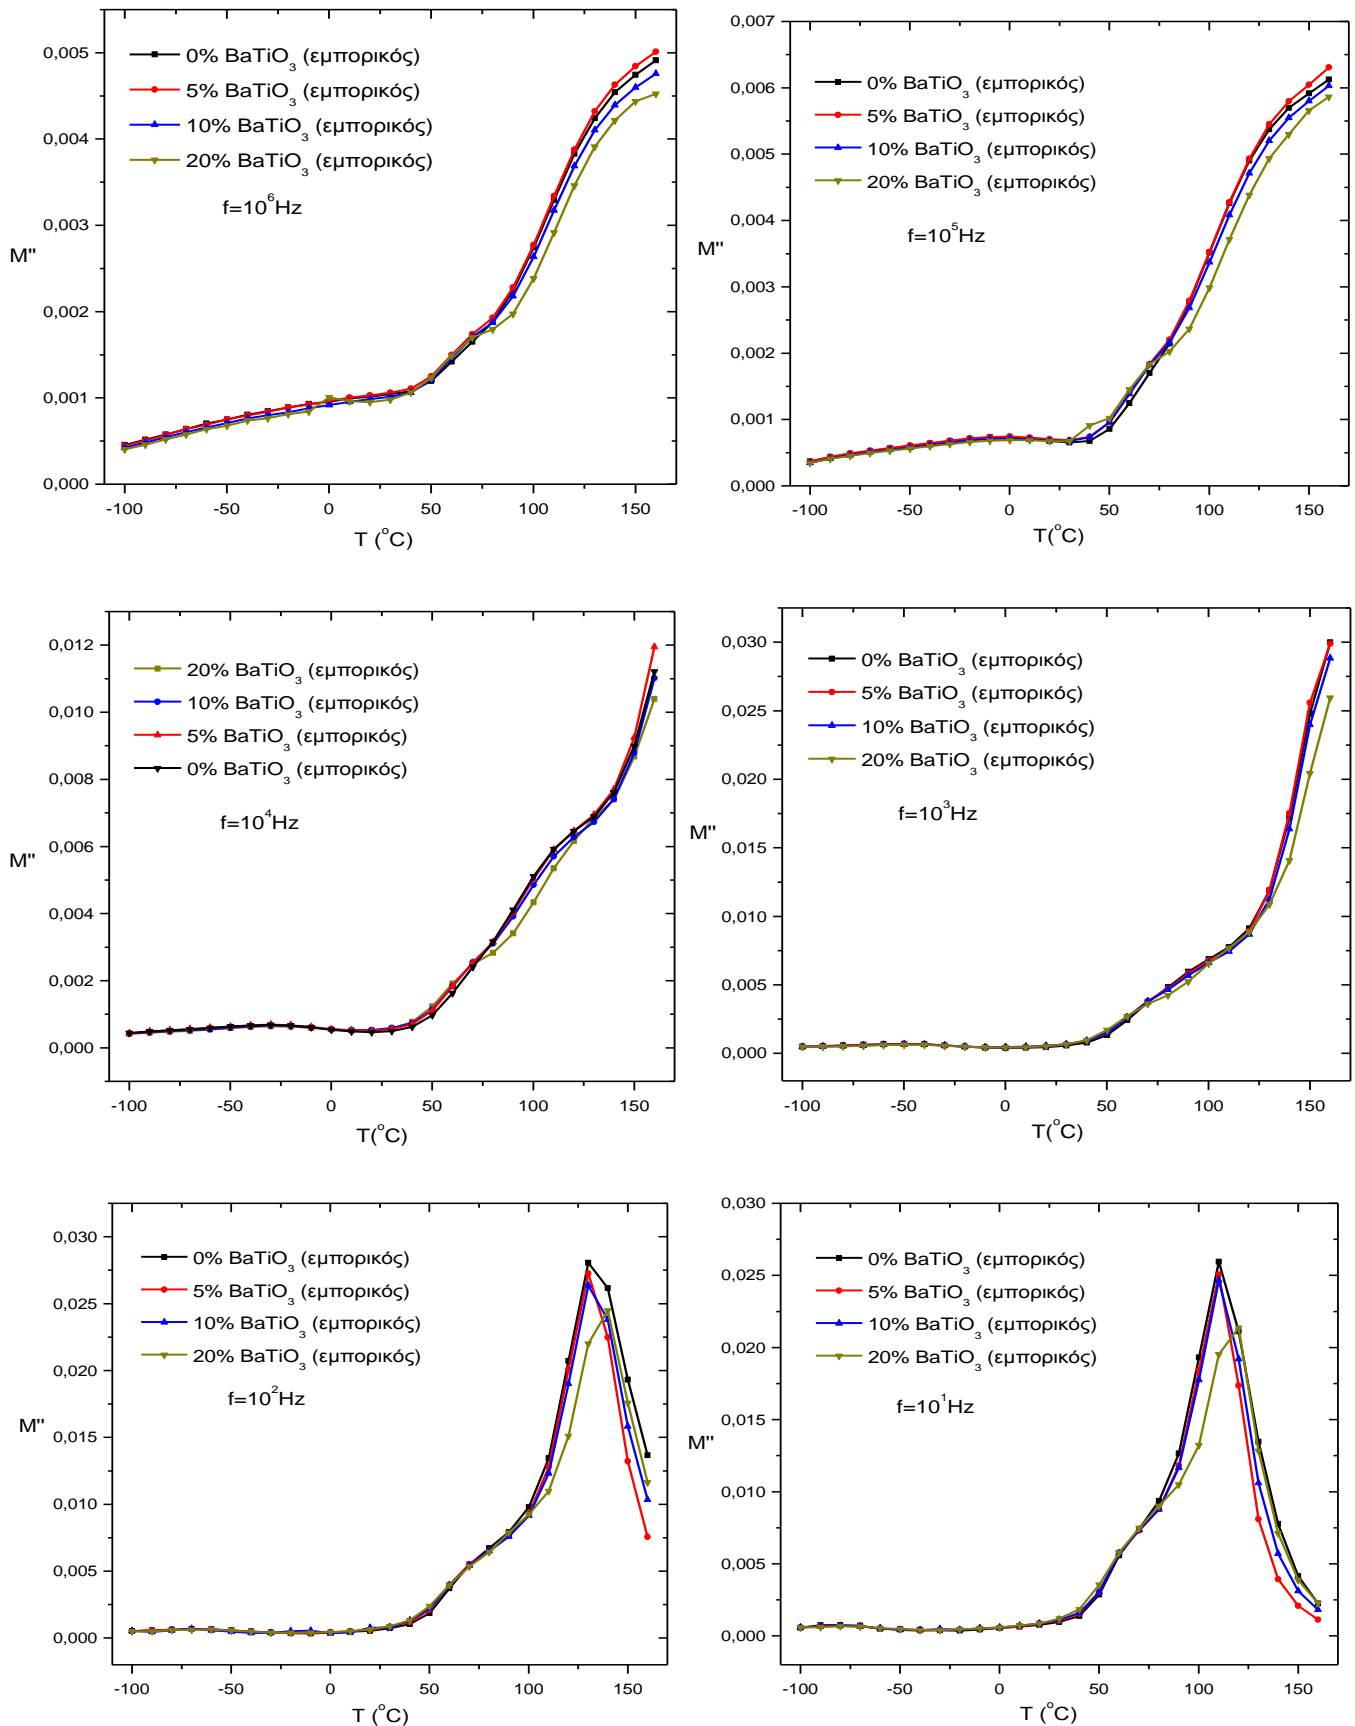 0,005
0,004
0,003
0,002
0,001
0,000
M"
0% BaTiO3 (εμπορικός)
5% BaTiO3 (εμπορικός)
10% BaTiO3 (εμπορικός)
20% BaTiO3 (εμπορικός)
f=10^6Hz
-100 -50 0 50 100 150
T (°C)
0,007
0,006
0,005
0,004
0,003
0,002
0,001
0,000
M"
0% BaTiO3 (εμπορικός)
5% BaTiO3 (εμπορικός)
10% BaTiO3 (εμπορικός)
20% BaTiO3 (εμπορικός)
f=10^5Hz
-100 -50 0 50 100 150
T(°C)
0,012
0,010
0,008
0,006
0,004
0,002
0,000
M"
20% BaTiO3 (εμπορικός)
10% BaTiO3 (εμπορικός)
5% BaTiO3 (εμπορικός)
0% BaTiO3 (εμπορικός)
f=10^4Hz
-100 -50 0 50 100 150
T(°C)
0,030
0,025
0,020
0,015
0,010
0,005
0,000
M"
0% BaTiO3 (εμπορικός)
5% BaTiO3 (εμπορικός)
10% BaTiO3 (εμπορικός)
20% BaTiO3 (εμπορικός)
f=10^3Hz
-100 -50 0 50 100 150
T(°C)
0,030
0,025
0,020
0,015
0,010
0,005
0,000
M"
0% BaTiO3 (εμπορικός)
5% BaTiO3 (εμπορικός)
10% BaTiO3 (εμπορικός)
20% BaTiO3 (εμπορικός)
f=10^2Hz
-100 -50 0 50 100 150
T (°C)
0,030
0,025
0,020
0,015
0,010
0,005
0,000
M"
0% BaTiO3 (εμπορικός)
5% BaTiO3 (εμπορικός)
10% BaTiO3 (εμπορικός)
20% BaTiO3 (εμπορικός)
f=10^1Hz
-100 -50 0 50 100 150
T (°C)